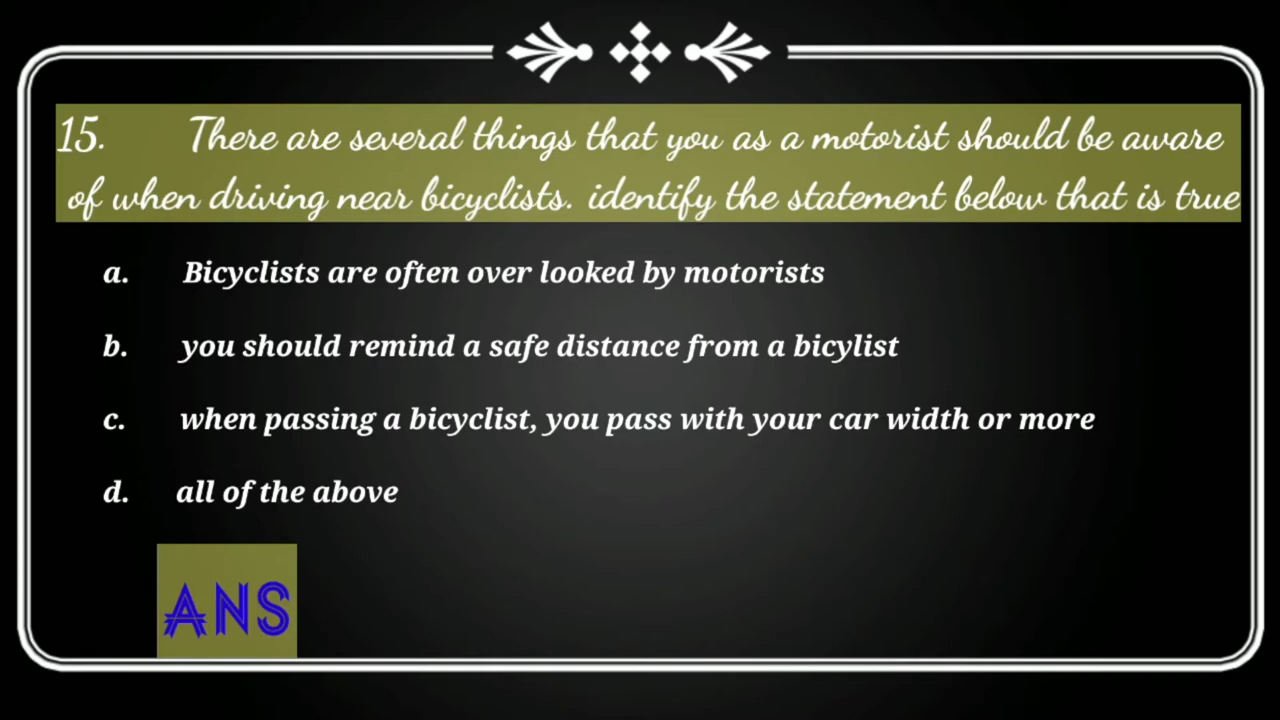 15. There are several things that you as a motorist should be aware
of when driving near bicyclists. identify the statement below that is true
a. Bicyclists are often over looked by motorists
b. you should remind a safe distance from a bicylist
c. when passing a bicyclist, you pass with your car width or more
d. all of the above
ANS